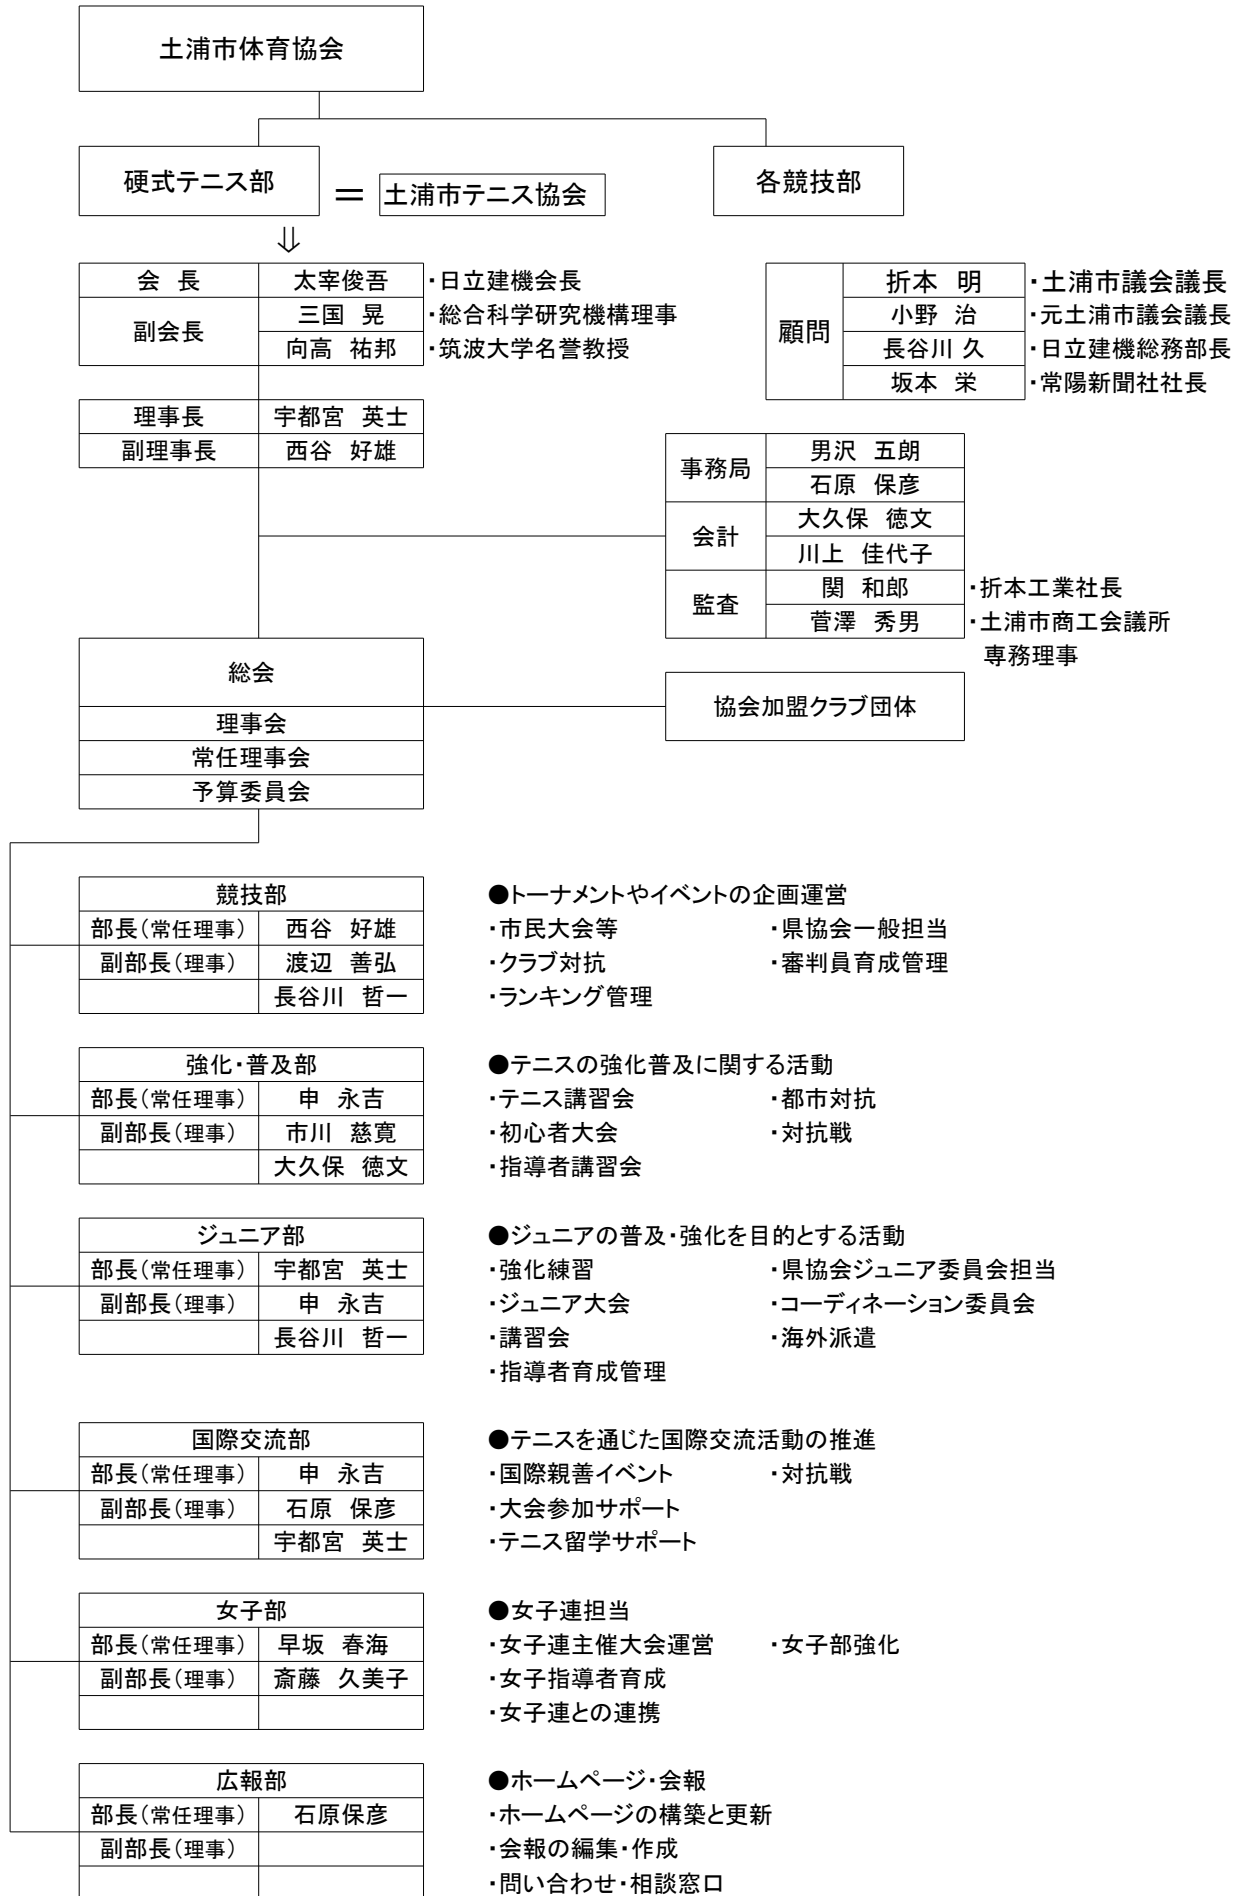 土浦市体育協会
硬式テニス部
＝
土浦市テニス協会
各競技部
⇓
会　長 太宰俊吾 ・日立建機会長
副会長 三国　晃 ・総合科学研究機構理事
向高　祐邦 ・筑波大学名誉教授
顧問 折本　明 ・土浦市議会議長
小野　治 ・元土浦市議会議長
長谷川 久 ・日立建機総務部長
坂本　栄 ・常陽新聞社社長
理事長 宇都宮　英士
副理事長 西谷　好雄
事務局 男沢　五朗
石原　保彦
会計 大久保　徳文
川上　佳代子
監査 関　和郎 ・折本工業社長
菅澤　秀男 ・土浦市商工会議所
専務理事
総会
理事会
常任理事会
予算委員会
協会加盟クラブ団体
競技部 ●トーナメントやイベントの企画運営
部長（常任理事） 西谷　好雄 ・市民大会等 ・県協会一般担当
副部長（理事） 渡辺　善弘 ・クラブ対抗 ・審判員育成管理
長谷川　哲一 ・ランキング管理
強化・普及部 ●テニスの強化普及に関する活動
部長（常任理事） 申　永吉 ・テニス講習会 ・都市対抗
副部長（理事） 市川　慈寛 ・初心者大会 ・対抗戦
大久保　徳文 ・指導者講習会
ジュニア部 ●ジュニアの普及・強化を目的とする活動
部長（常任理事） 宇都宮　英士 ・強化練習 ・県協会ジュニア委員会担当
副部長（理事） 申　永吉 ・ジュニア大会 ・コーディネーション委員会
長谷川　哲一 ・講習会 ・海外派遣
・指導者育成管理
国際交流部 ●テニスを通じた国際交流活動の推進
部長（常任理事） 申　永吉 ・国際親善イベント ・対抗戦
副部長（理事） 石原　保彦 ・大会参加サポート
宇都宮　英士 ・テニス留学サポート
女子部 ●女子連担当
部長（常任理事） 早坂　春海 ・女子連主催大会運営 ・女子部強化
副部長（理事） 斎藤　久美子 ・女子指導者育成
・女子連との連携
広報部 ●ホームページ・会報
部長（常任理事） 石原保彦 ・ホームページの構築と更新
副部長（理事） ・会報の編集・作成
・問い合わせ・相談窓口